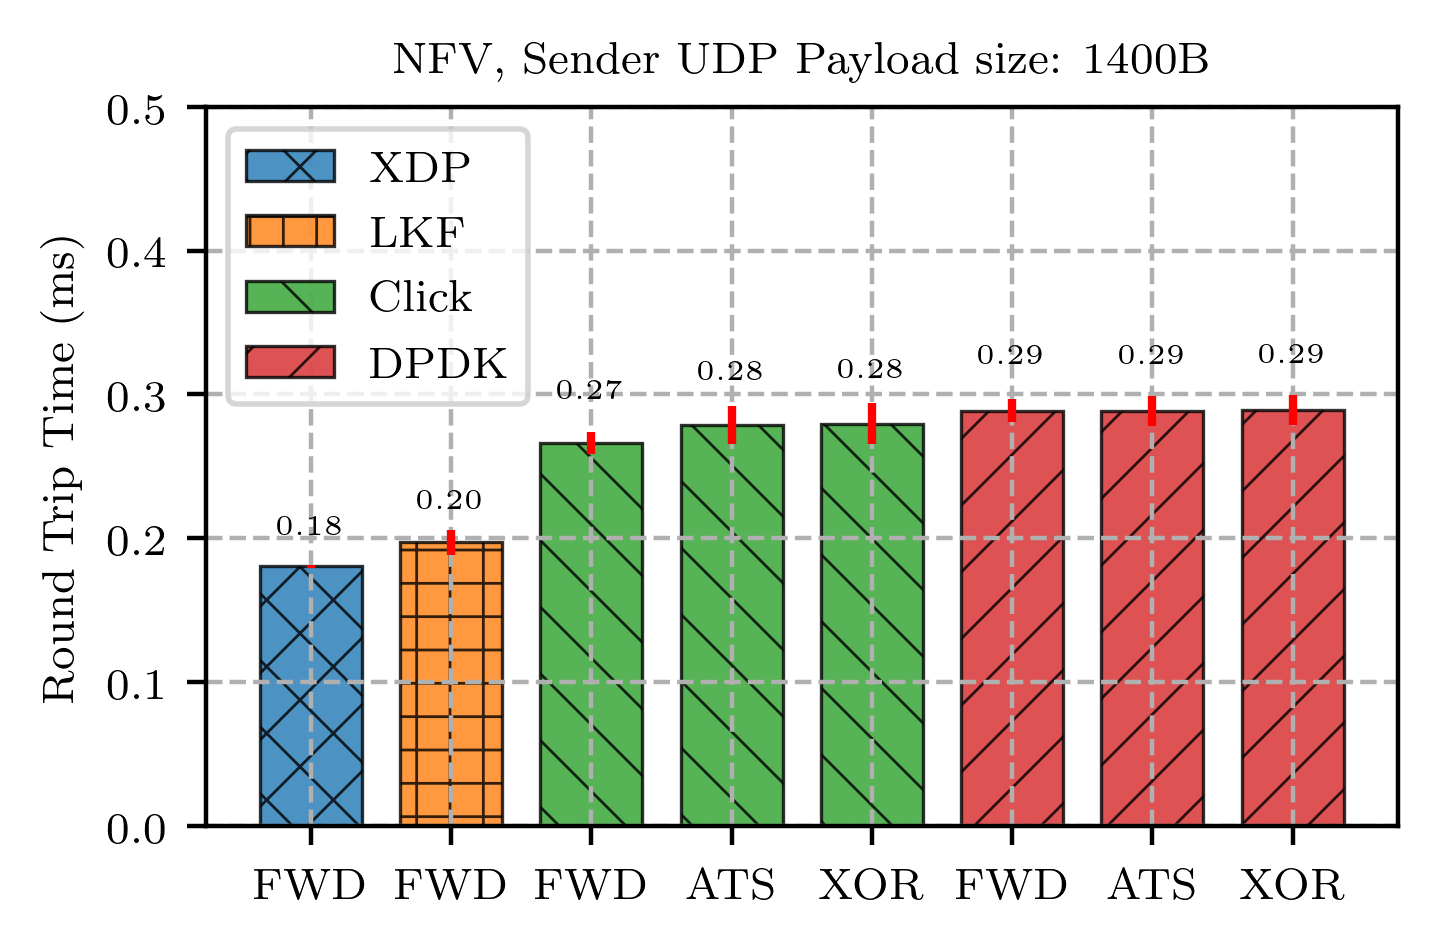 NFV, Sender UDP Payload size: 1400B
Round Trip Time (ms)
0.5
0.4
0.3
0.2
0.1
0.0
XDP
LKF
Click
DPDK
0.18
0.20
0.27
0.28
0.28
0.29
0.29
0.29
FWD FWD FWD ATS XOR FWD ATS XOR